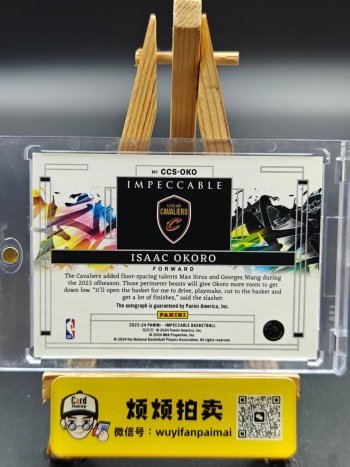 Nº CCS-OKO
IMPECCABLE
CLEVELAND
CAVALIERS
C
ISAAC OKORO
FORWARD
The Cavaliers added floor-spacing talents Max Strus and Georges Niang during
the 2023 offseason. Those perimeter beasts will give Okoro more room to get
down low. "It'll open the basket for me to drive, playmake, cut to the basket and
get a lot of finishes," said the slasher.
The autograph is guaranteed by Panini America, Inc.
PANINI
2023-24 PANINI - IMPECCABLE BASKETBALL
© 2024 Panini America, Inc.
© 2024 NBA Properties, Inc.
© 2024 the National Basketball Players Association. All rights reserved.
NBA
Card
烦烦拍卖
微信号：wuyifanpaimai